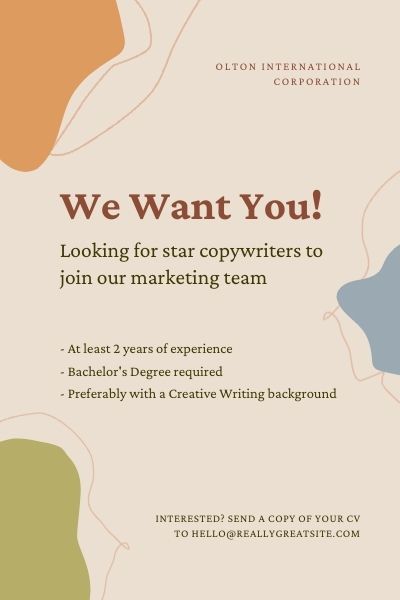 OLTON INTERNATIONAL
CORPORATION
We Want You!
Looking for star copywriters to
join our marketing team
- At least 2 years of experience
- Bachelor's Degree required
- Preferably with a Creative Writing background
INTERESTED? SEND A COPY OF YOUR CV
TO HELLO@REALLYGREATSITE.COM